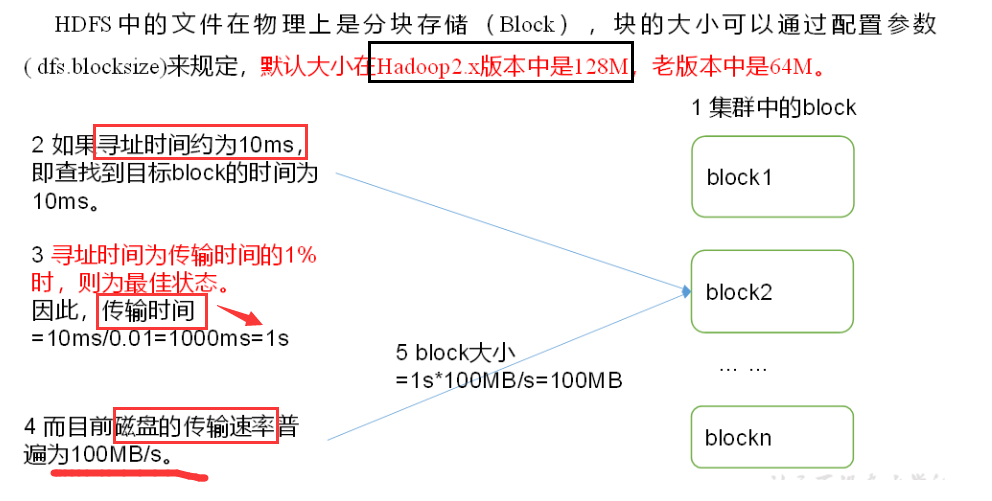 HDFS中的文件在物理上是分块存储（Block），块的大小可以通过配置参数
( dfs.blocksize)来规定，默认大小在Hadoop2.x版本中是128M，老版本中是64M。
1 集群中的block
2 如果寻址时间约为10ms，
即查找到目标block的时间为
10ms。
block1
3 寻址时间为传输时间的1%
时，则为最佳状态。
因此，传输时间
=10ms/0.01=1000ms=1s
block2
5 block大小
=1s*100MB/s=100MB
... ...
4 而目前磁盘的传输速率普
遍为100MB/s。
blockn